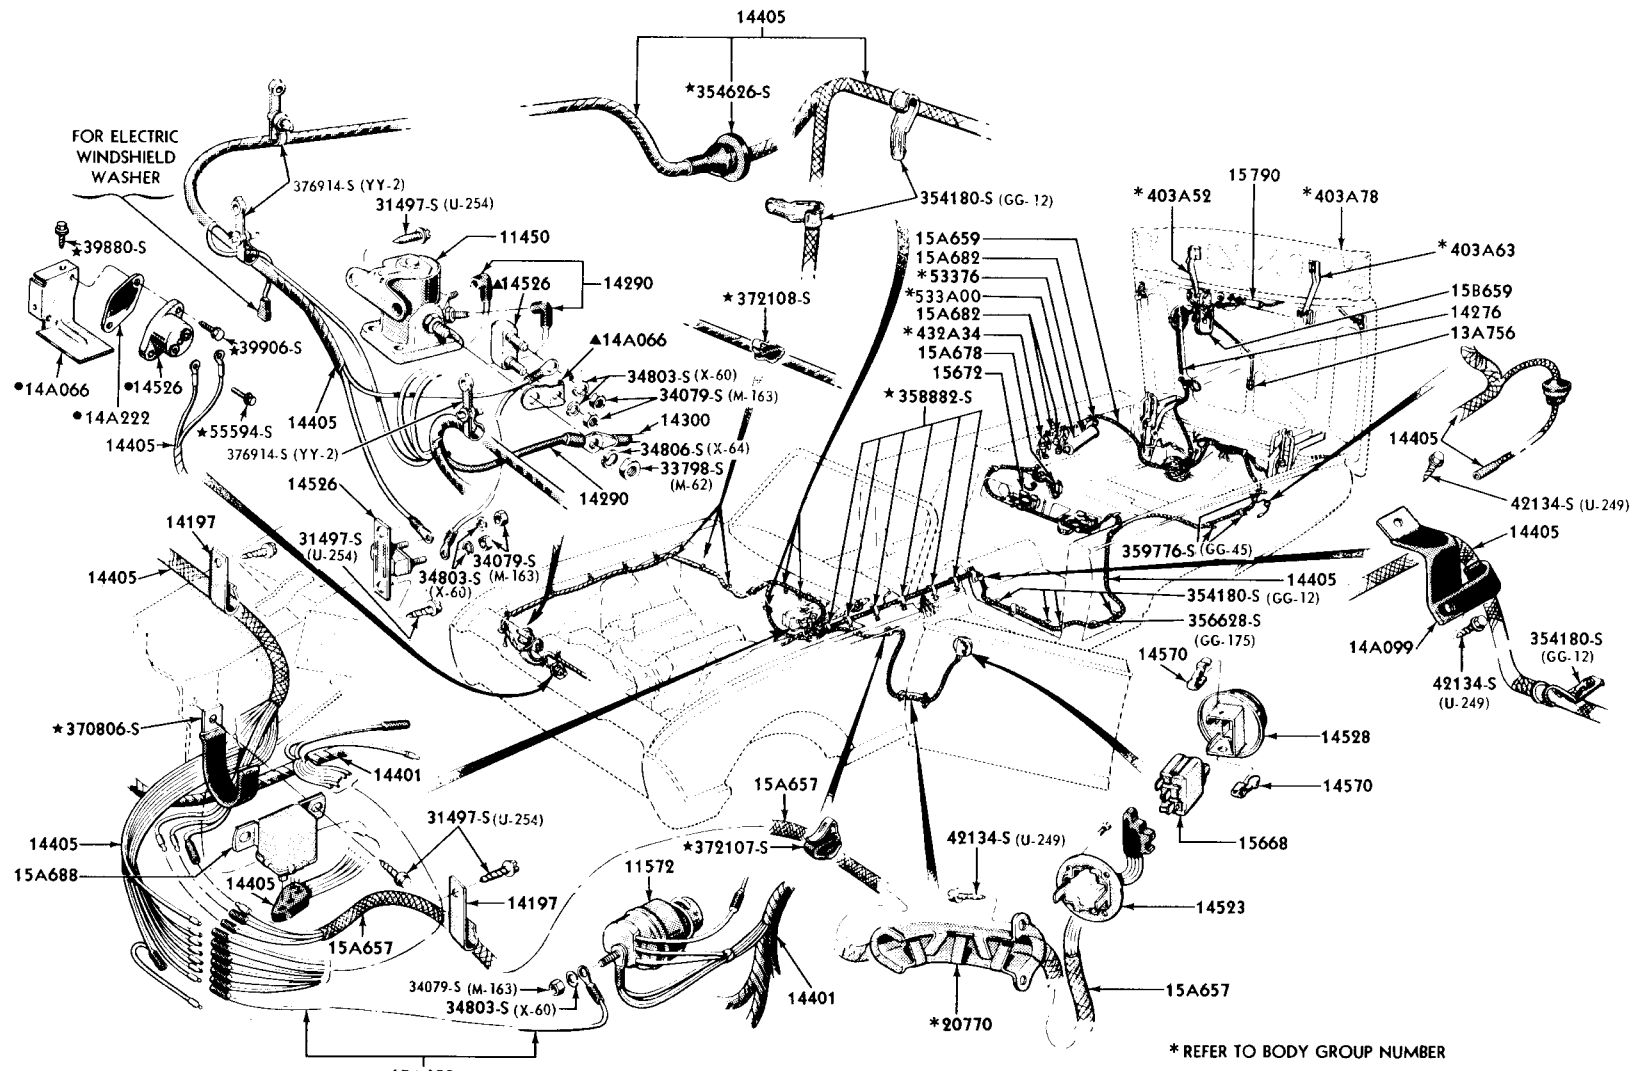 14405
★354626-S
FOR ELECTRIC
WINDSHIELD
WASHER
376914-S (YY-2)
31497-S (U-254)
11450
354180-S (GG-12)
15790
*403A52
*403A78
*403A63
★39880-S
▲14526
14290
★372108-S
15A659
15A682
*53376
*533A00
15A682
*432A34
15A678
15672
★358882-S
15B659
14276
13A756
●14A066
●14526
★39906-S
●14A222
14405
★55594-S
14405
▲14A066
34803-S (X-60)
34079-S (M-163)
14300
34806-S (X-64)
33798-S
(M-62)
376914-S (YY-2)
14290
14405
42134-S (U-249)
14405
14526
14197
31497-S
(U-254)
14405
34079-S
(M-163)
34803-S
(X-60)
359776-S (GG-45)
14405
354180-S (GG-12)
356628-S
(GG-175)
14A099
354180-S
(GG-12)
42134-S
(U-249)
14570
14528
★370806-S
14401
14570
15A657
31497-S (U-254)
14405
15A688
14405
★372107-S
42134-S (U-249)
15668
11572
14197
14523
15A657
34079-S (M-163)
34803-S (X-60)
14401
15A657
*20770
* REFER TO BODY GROUP NUMBER